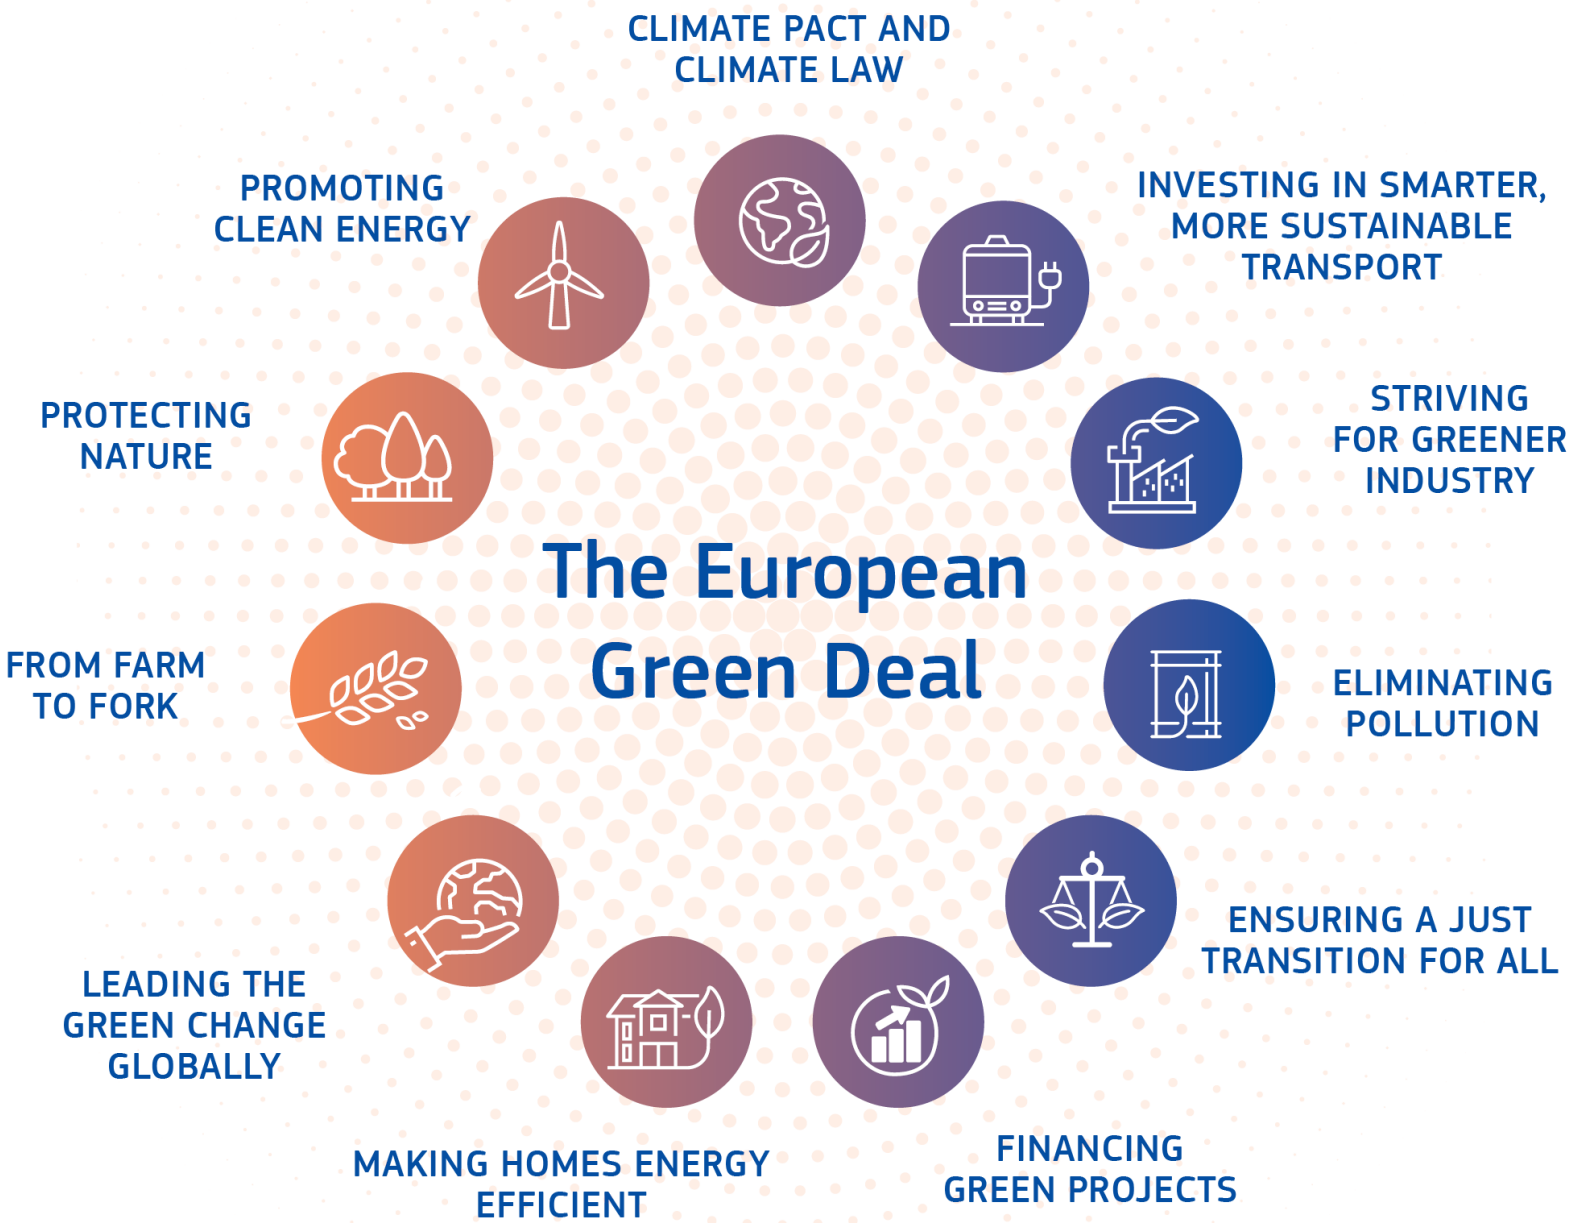 CLIMATE PACT AND
CLIMATE LAW
INVESTING IN SMARTER,
MORE SUSTAINABLE
TRANSPORT
STRIVING
FOR GREENER
INDUSTRY
ELIMINATING
POLLUTION
ENSURING A JUST
TRANSITION FOR ALL
FINANCING
GREEN PROJECTS
MAKING HOMES ENERGY
EFFICIENT
LEADING THE
GREEN CHANGE
GLOBALLY
FROM FARM
TO FORK
PROTECTING
NATURE
PROMOTING
CLEAN ENERGY
The European
Green Deal